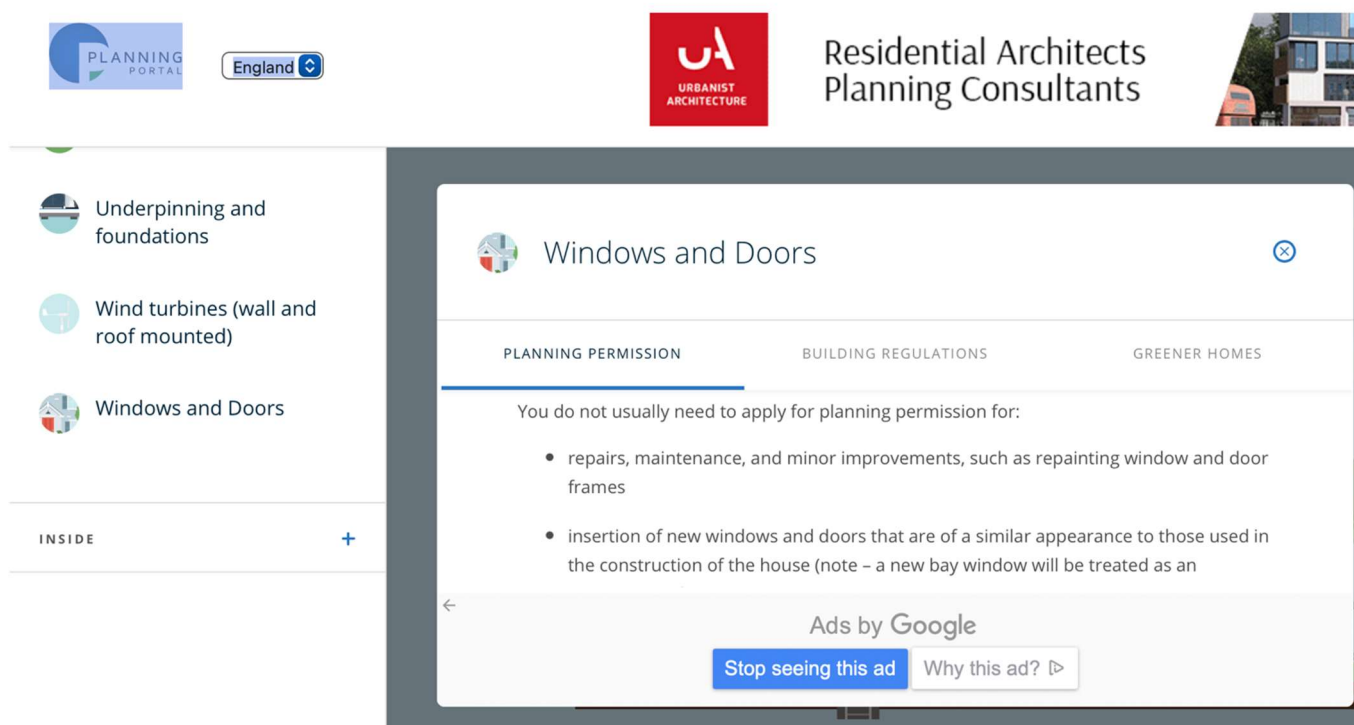 PLANNING
PORTAL
England
URBANIST
ARCHITECTURE
Residential Architects
Planning Consultants
Underpinning and
foundations
Wind turbines (wall and
roof mounted)
Windows and Doors
INSIDE +
Windows and Doors
PLANNING PERMISSION BUILDING REGULATIONS GREENER HOMES
You do not usually need to apply for planning permission for:
• repairs, maintenance, and minor improvements, such as repainting window and door
frames
• insertion of new windows and doors that are of a similar appearance to those used in
the construction of the house (note – a new bay window will be treated as an
Ads by Google
Stop seeing this ad Why this ad?